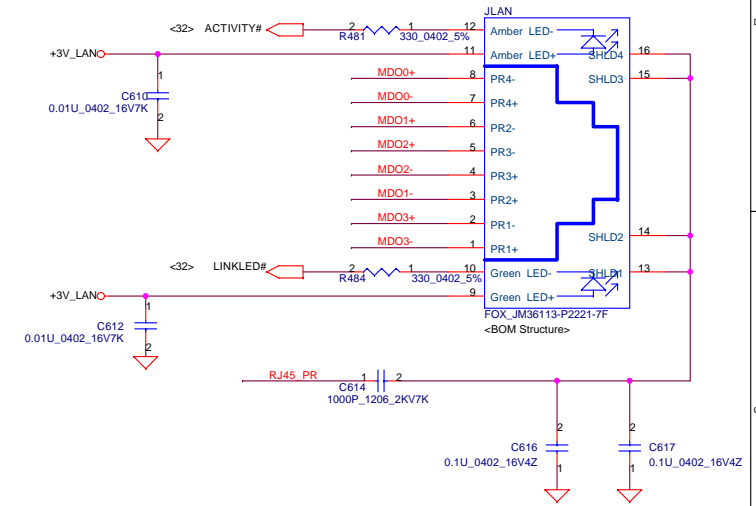 JLAN
<32> ACTIVITY# 2 1 12 Amber LED-
R481 330_0402_5%
+3V_LAN 11 Amber LED+ SHLD4 16
MDO0+ 8 PR4- SHLD3 15
1
C610
0.01U_0402_16V7K
2
MDO0- 7 PR4+
MDO1+ 6 PR2-
MDO2+ 5 PR3-
MDO2- 4 PR3+
MDO1- 3 PR2+
MDO3+ 2 PR1-
SHLD2 14
MDO3- 1 PR1+
<32> LINKLED# 2 1 10 Green LED- SHLD1 13
R484 330_0402_5%
+3V_LAN 9 Green LED+
1
C612
0.01U_0402_16V7K
2
FOX_JM36113-P2221-7F
<BOM Structure>
RJ45_PR 1 2
C614
1000P_1206_2KV7K
2 2
C616 C617
0.1U_0402_16V4Z 0.1U_0402_16V4Z
1 1
D